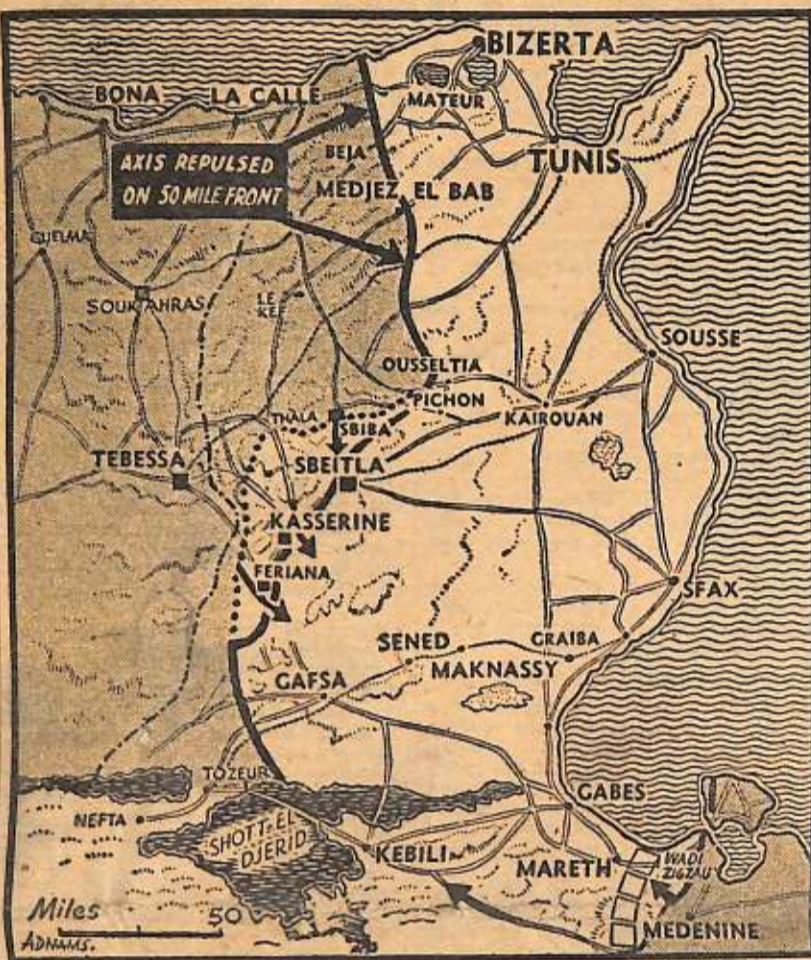 BIZERTA
BONA
LA CALLE
MATEUR
AXIS REPULSED
ON 50 MILE FRONT
BEJA
TUNIS
MEDJEZ EL BAB
GUELMA
SOUK AHRAS
LE
KE
SOUSSE
OUSSELTIA
PICHON
THALA
SBIBA
KAIROUAN
TEBESSA
SBEITLA
KASSERINE
FERIANA
SFAX
SENED
GRAIBA
MAKNASSY
GAFSA
TOZEUR
GABES
NEFTA
SHOTT-EL
DJERID
KEBILI
MARETH
WADI
ZIGZAU
Miles
50
MEDENINE
ADNAMS.